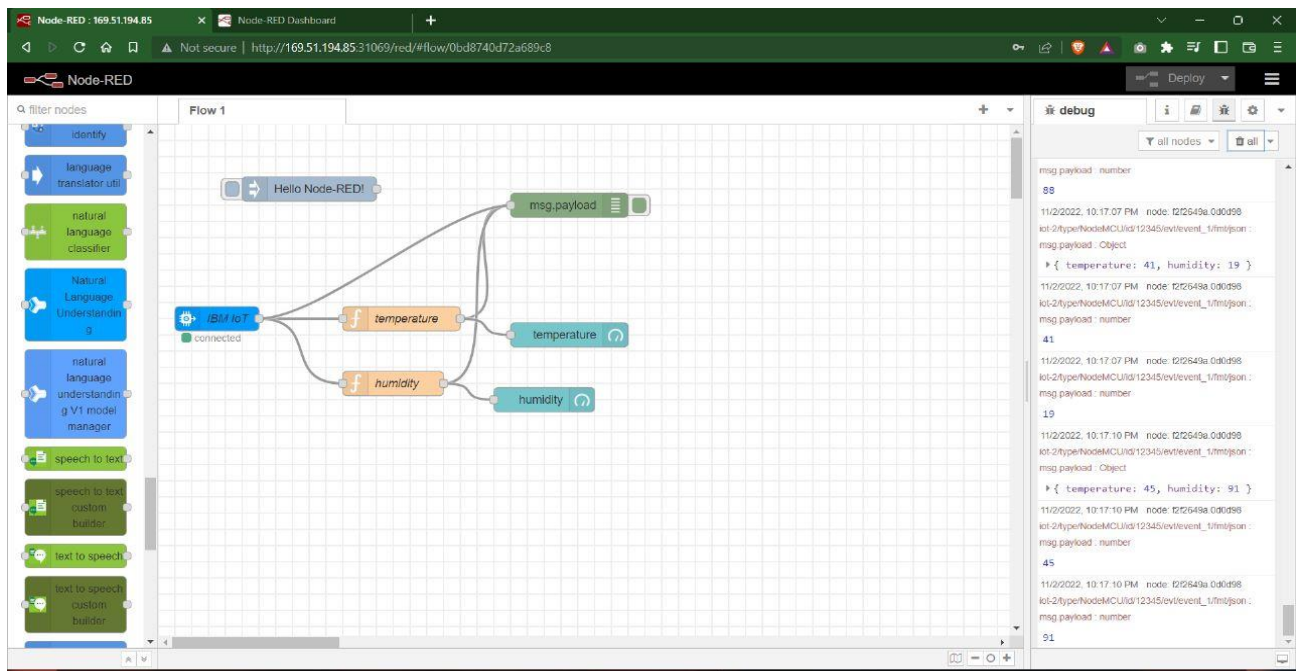 Node-RED : 169.51.194.85
Node-RED Dashboard
Not secure | http://169.51.194.85:31069/red/#flow/0bd8740d72a689c8
Node-RED
Deploy
filter nodes
identify
language
translator util
natural
language
classifier
Natural
Language
Understandin
g
natural
language
understandin
g V1 model
manager
speech to text
speech to text
custom
builder
text to speech
text to speech
custom
builder
Flow 1
Hello Node-RED!
msg.payload
IBM IoT
connected
temperature
temperature
humidity
humidity
debug
all nodes
all
msg.payload : number
88
11/2/2022, 10:17:07 PM node: f2f2649a.0d0d98
iot-2/type/NodeMCU/id/12345/evt/event_1/fmt/json :
msg.payload : Object
{ temperature: 41, humidity: 19 }
11/2/2022, 10:17:07 PM node: f2f2649a.0d0d98
iot-2/type/NodeMCU/id/12345/evt/event_1/fmt/json :
msg.payload : number
41
11/2/2022, 10:17:07 PM node: f2f2649a.0d0d98
iot-2/type/NodeMCU/id/12345/evt/event_1/fmt/json :
msg.payload : number
19
11/2/2022, 10:17:10 PM node: f2f2649a.0d0d98
iot-2/type/NodeMCU/id/12345/evt/event_1/fmt/json :
msg.payload : Object
{ temperature: 45, humidity: 91 }
11/2/2022, 10:17:10 PM node: f2f2649a.0d0d98
iot-2/type/NodeMCU/id/12345/evt/event_1/fmt/json :
msg.payload : number
45
11/2/2022, 10:17:10 PM node: f2f2649a.0d0d98
iot-2/type/NodeMCU/id/12345/evt/event_1/fmt/json :
msg.payload : number
91